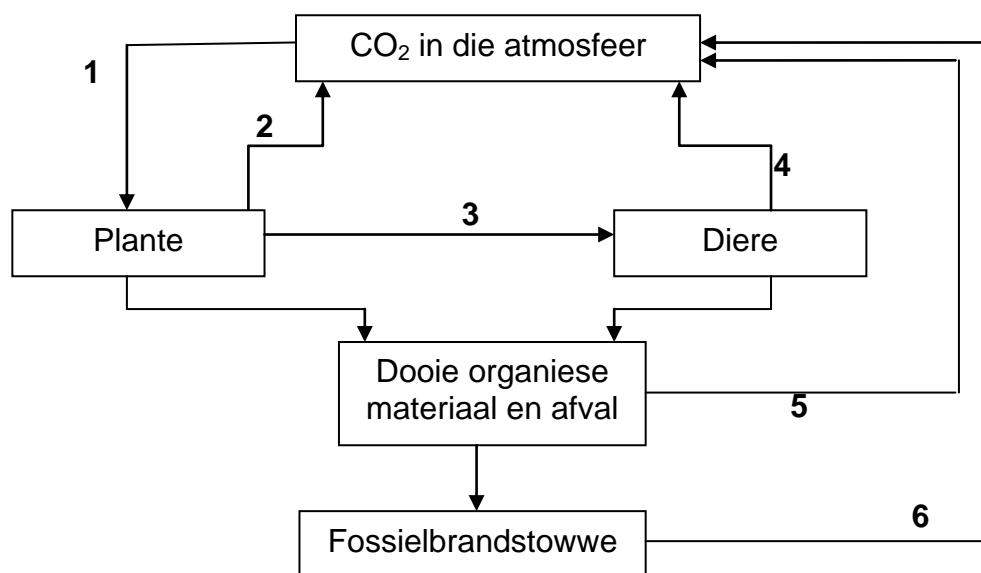 CO₂ in die atmosfeer
1
2
4
3
Plante
Diere
Dooie organiese
materiaal en afval
5
6
Fossielbrandstowwe